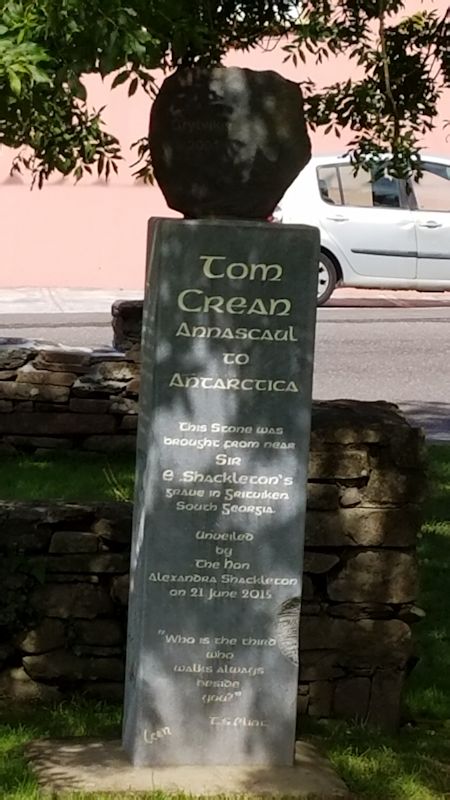 Grytviken
2004
Tom
Crean
Annascaul
to
Antarctica
This Stone was
brought from near
Sir
E. Shackleton's
grave in Gritviken
South Georgia.
Unveiled
by
The Hon
Alexandra Shackleton
on 21 June 2015
"Who is the third
who
walks always
beside
you?"
T.S. Eliot